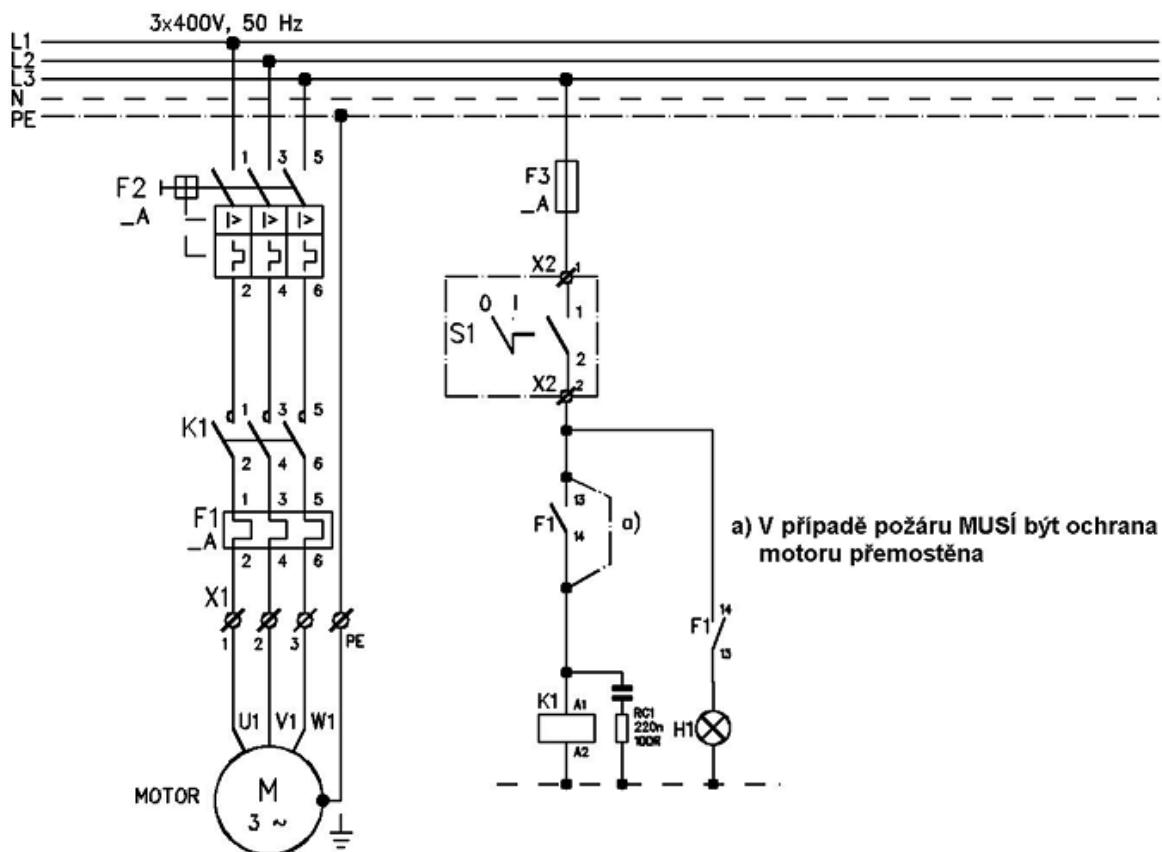 3x400V, 50 Hz
L1
L2
L3
N
PE
1 3 5
F2
_A
I> I> I>
2 4 6
F3
_A
X2 1
0 I
S1
1
2
X2 2
1 3 5
K1
2 4 6
1 3 5
F1
_A
2 4 6
13
F1
14
a)
a) V případě požáru MUSÍ být ochrana
motoru přemostěna
X1
1 2 3 PE
14
F1
13
K1
A1
A2
RC1
220n
100R
H1
U1 V1 W1
MOTOR
M
3 ~